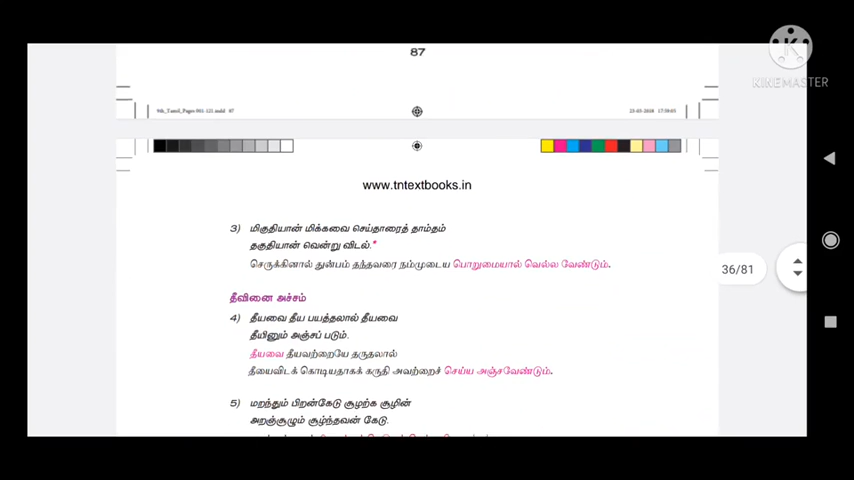 87
KINEMASTER
www.tntextbooks.in
3) மிகுதியான் மிக்கவை செய்தாரைத் தாம்தம்
தகுதியான் வென்று விடல்.*
செருக்கினால் துன்பம் தந்தவரை நம்முடைய பொறுமையால் வெல்ல வேண்டும்.
36/81
தீவினை அச்சம்
4) தீயவை தீய பயத்தலால் தீயவை
தீயினும் அஞ்சப் படும்.
தீயவை தீயவற்றையே தருதலால்
தீயைவிடக் கொடியதாகக் கருதி அவற்றைச் செய்ய அஞ்சவேண்டும்.
5) மறந்தும் பிறன்கேடு சூழற்க சூழின்
அறஞ்சூழும் சூழ்ந்தவன் கேடு.